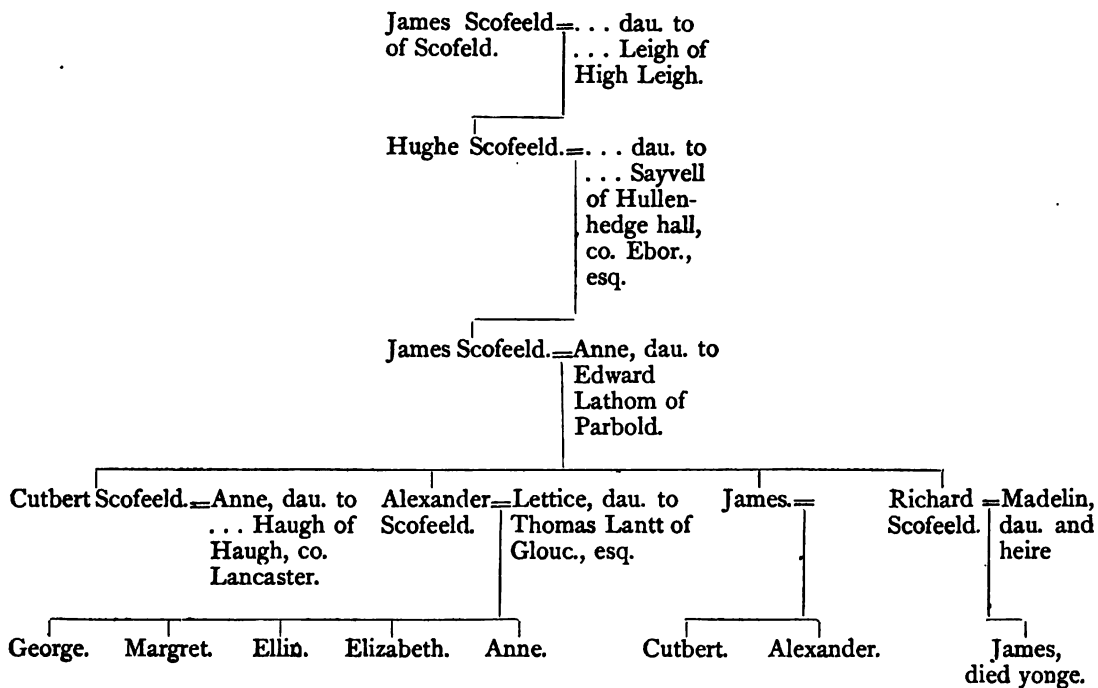 James Scofeeld=. . . dau. to
of Scofeld. . . . Leigh of
High Leigh.
Hughe Scofeeld.=. . . dau. to
. . . Sayvell
of Hullen-
hedge hall,
co. Ebor.,
esq.
James Scofeeld.=Anne, dau. to
Edward
Lathom of
Parbold.
Cutbert Scofeeld.=Anne, dau. to
. . . Haugh of
Haugh, co.
Lancaster.
Alexander=Lettice, dau. to
Scofeeld. Thomas Lantt of
Glouc., esq.
James.=
Richard=Madelin,
Scofeeld. dau. and
heire
George. Margret. Ellin. Elizabeth. Anne.
Cutbert. Alexander.
James,
died yonge.